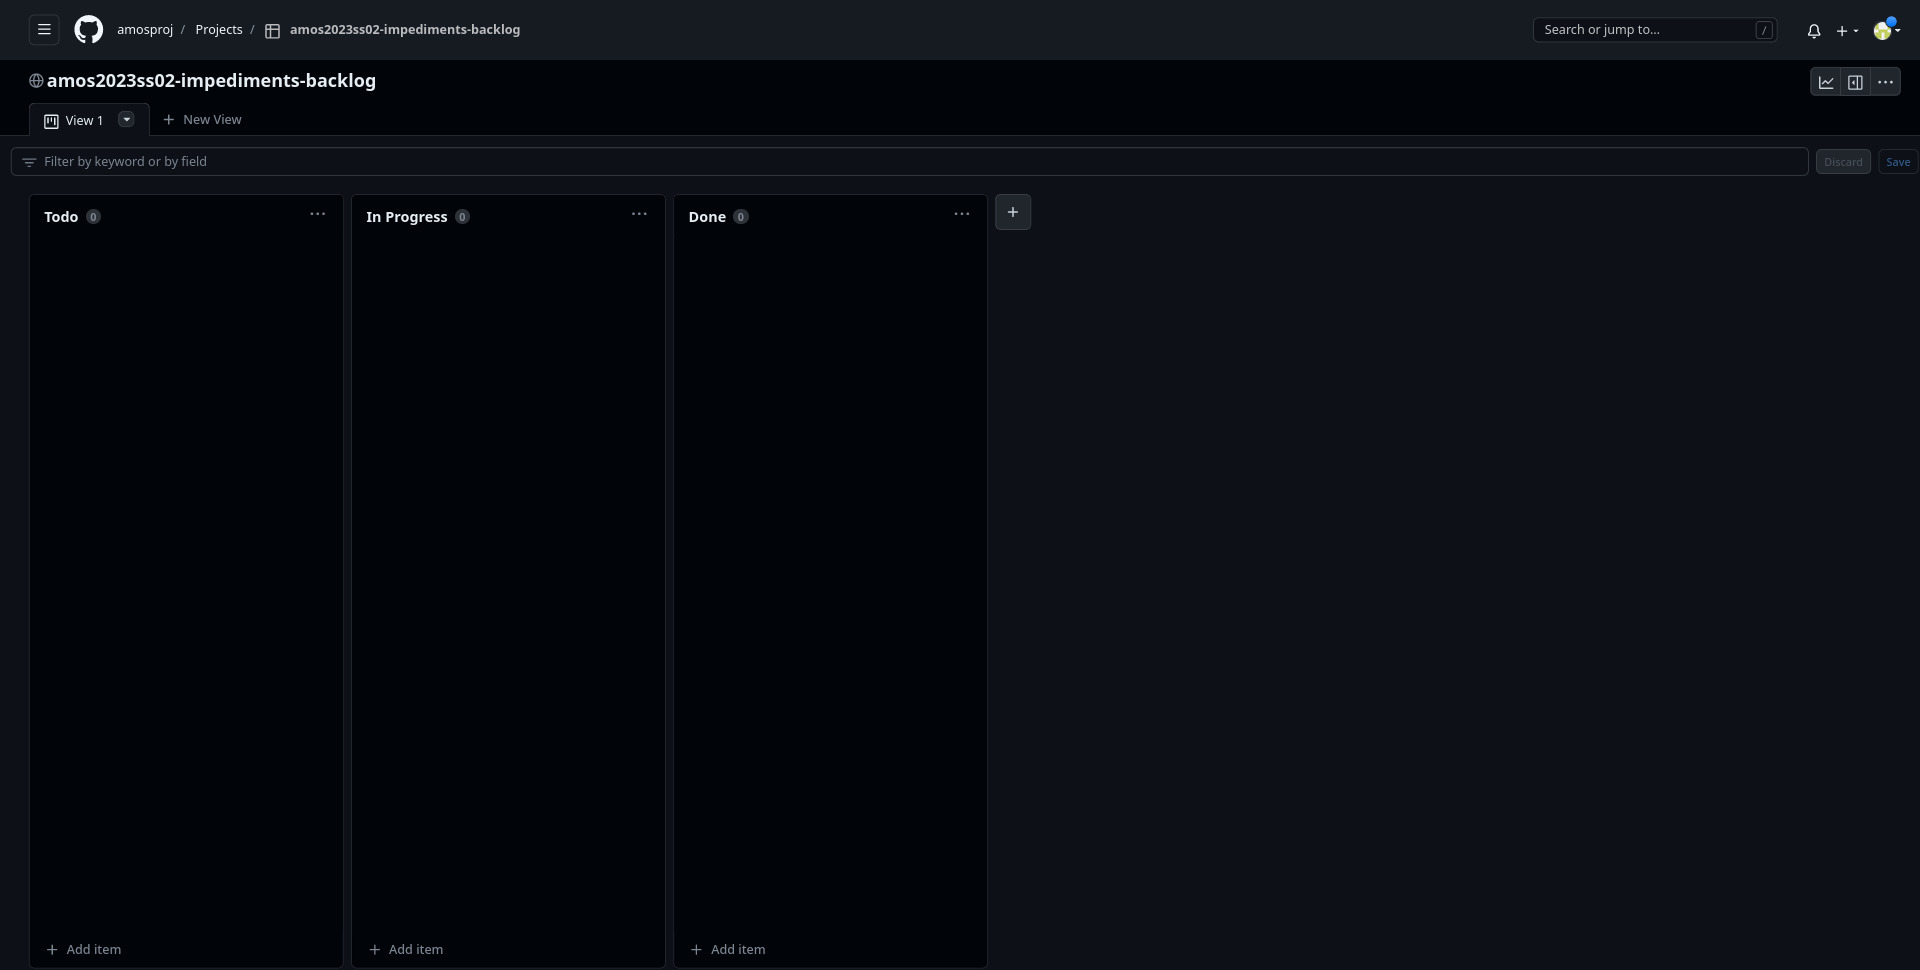 amosproj / Projects / amos2023ss02-impediments-backlog
Search or jump to... /
amos2023ss02-impediments-backlog
View 1
New View
Filter by keyword or by field
Discard
Save
Todo 0
In Progress 0
Done 0
Add item
Add item
Add item